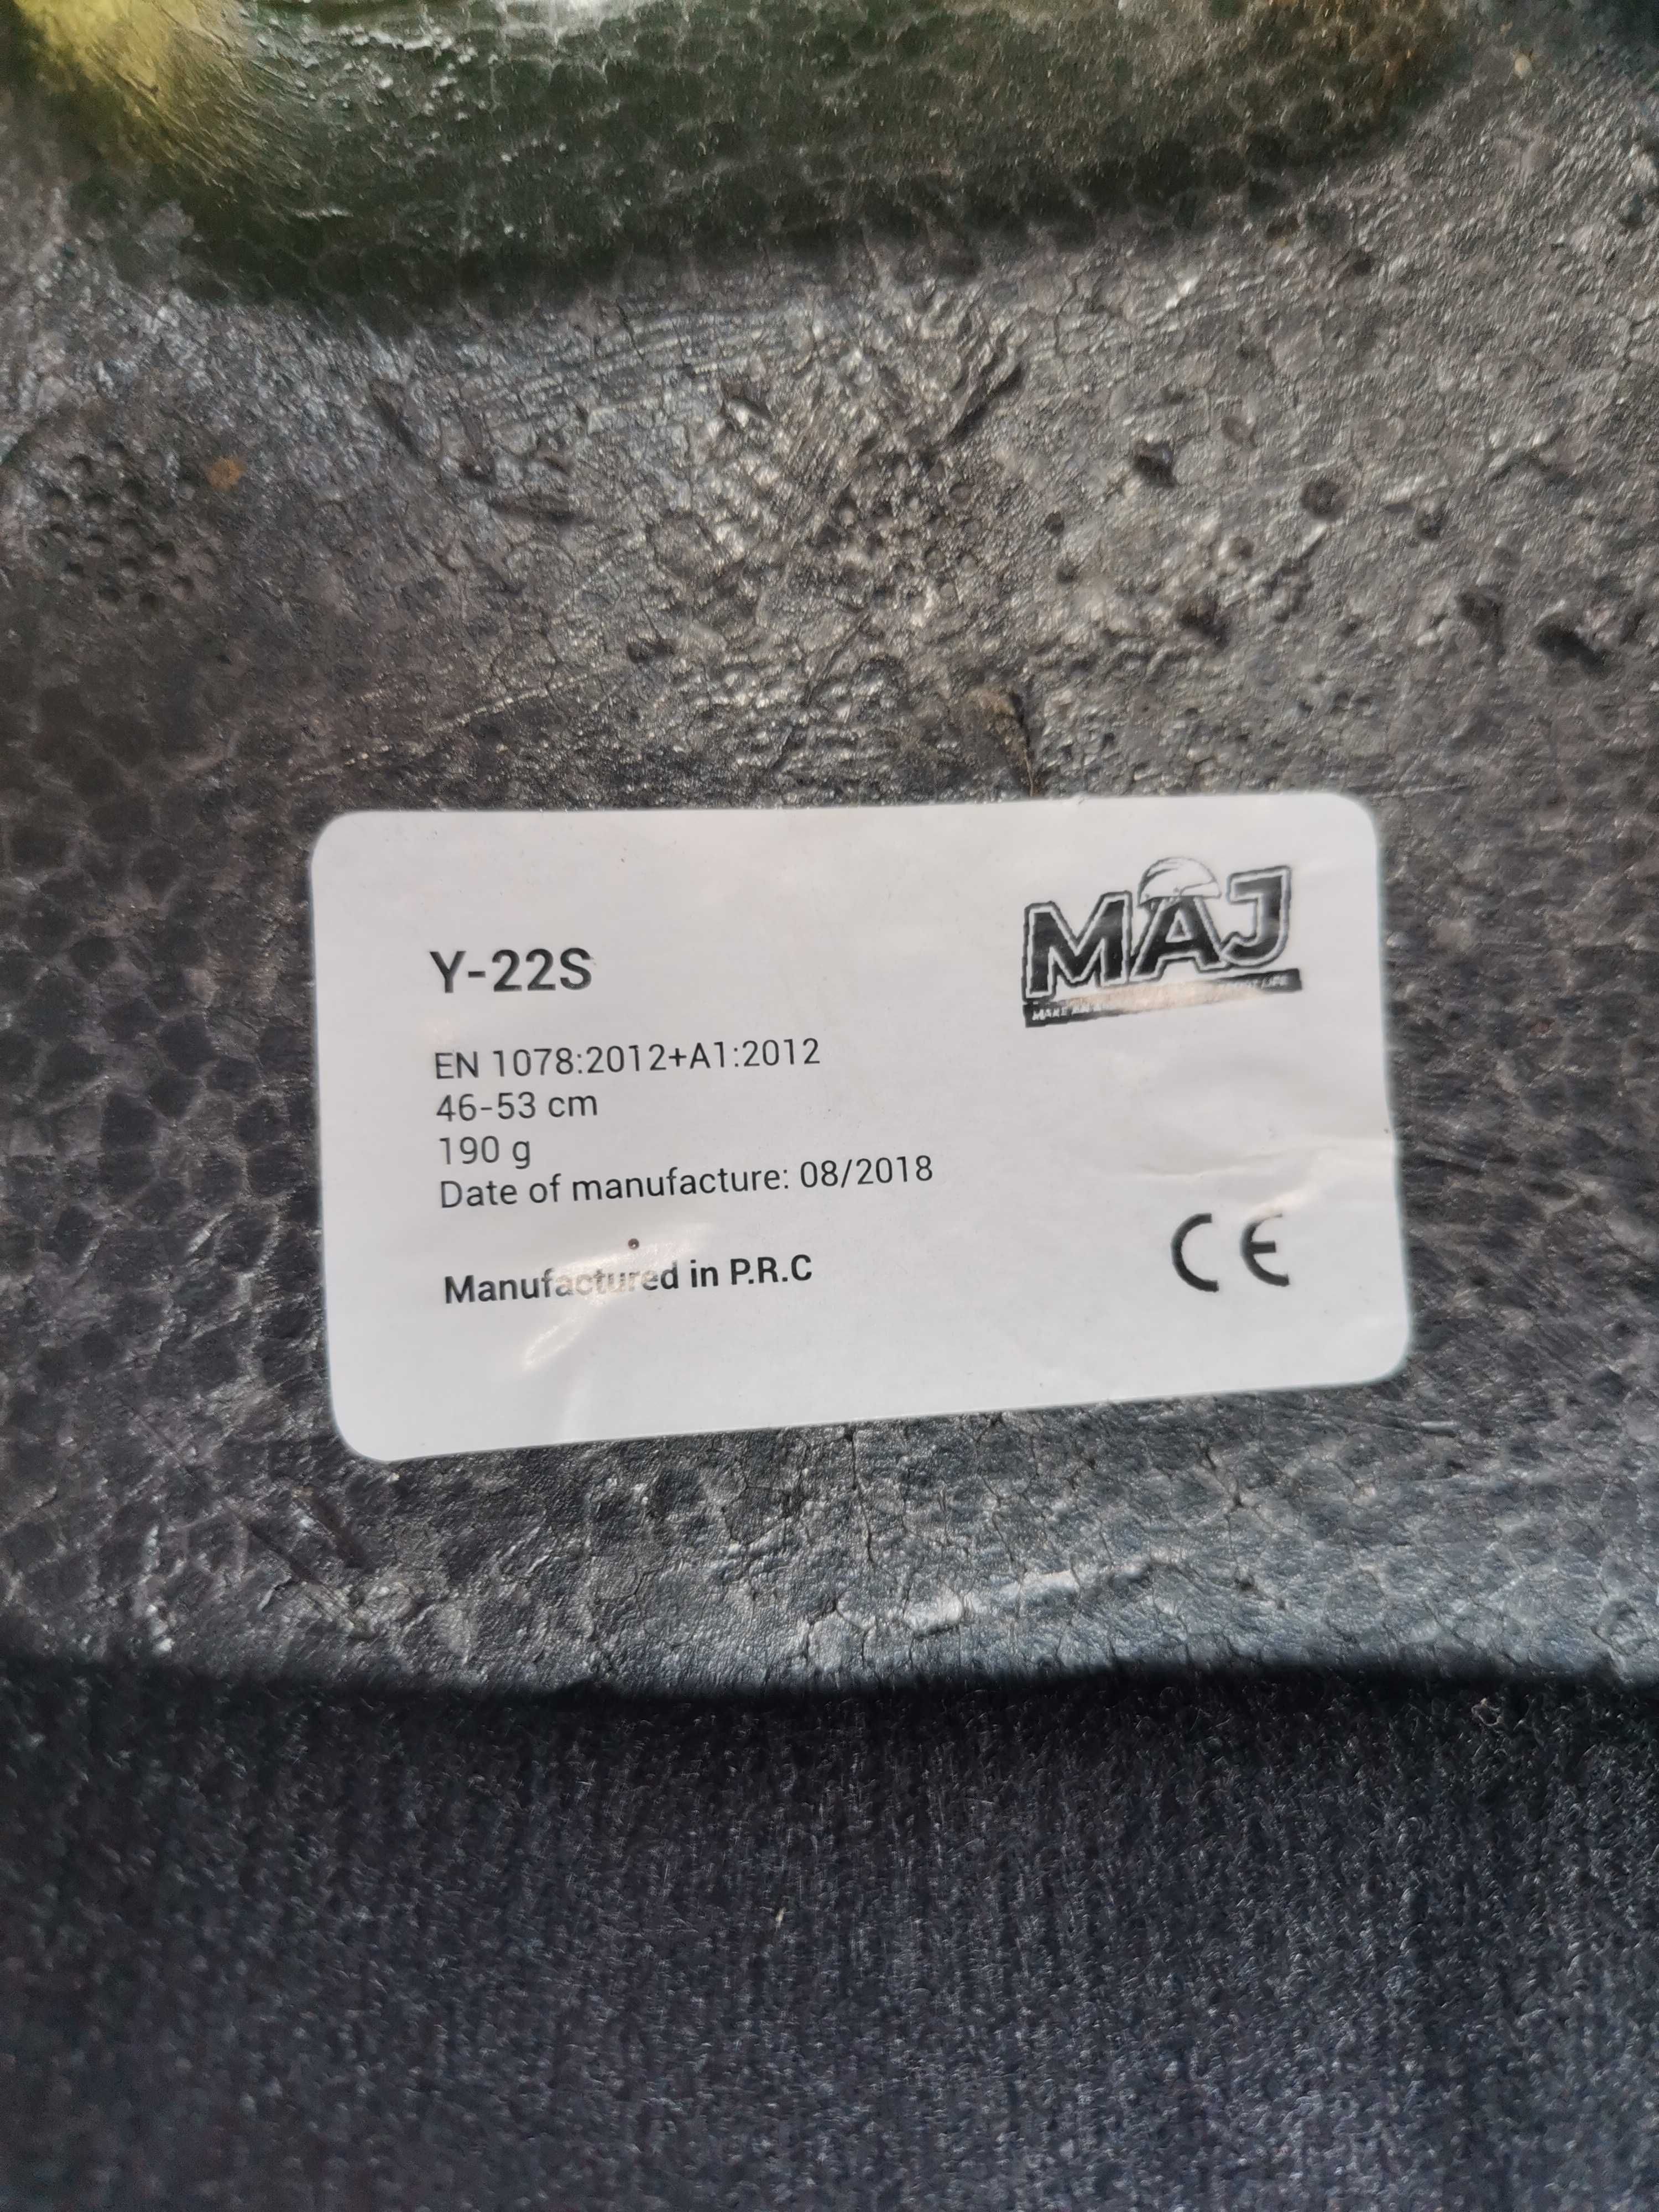 MAJ
Y-22S
EN 1078:2012+A1:2012
46-53 cm
190 g
Date of manufacture: 08/2018
Manufactured in P.R.C
CE